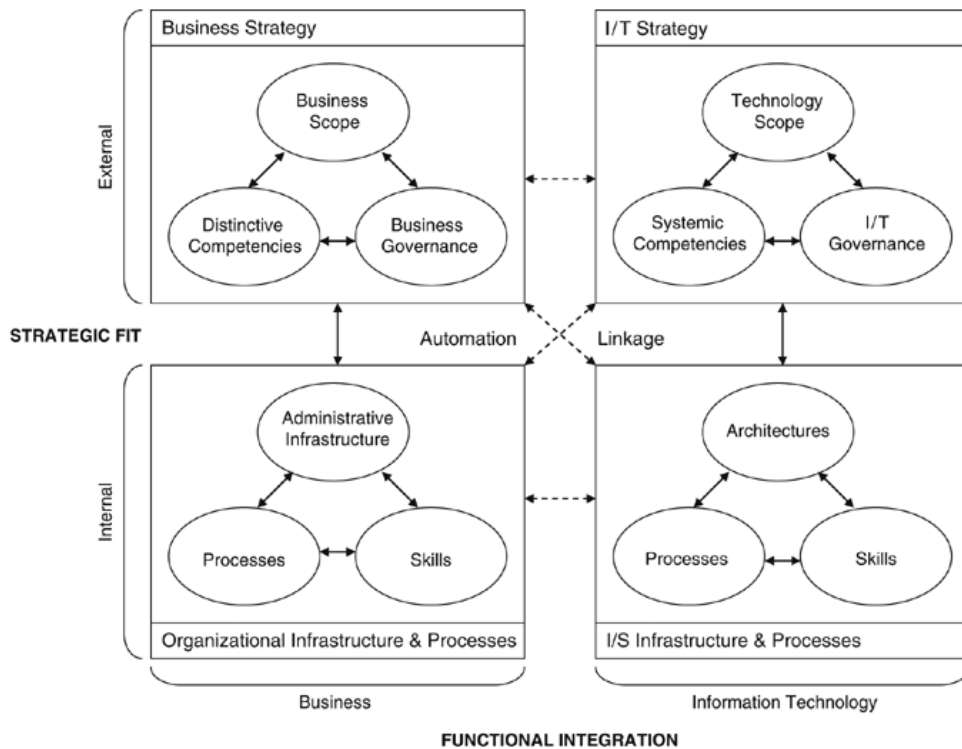 Business Strategy
I/T Strategy
Business
Scope
Technology
Scope
External
Distinctive
Competencies
Business
Governance
Systemic
Competencies
I/T
Governance
STRATEGIC FIT
Automation
Linkage
Administrative
Infrastructure
Architectures
Internal
Processes
Skills
Processes
Skills
Organizational Infrastructure & Processes
I/S Infrastructure & Processes
Business
Information Technology
FUNCTIONAL INTEGRATION